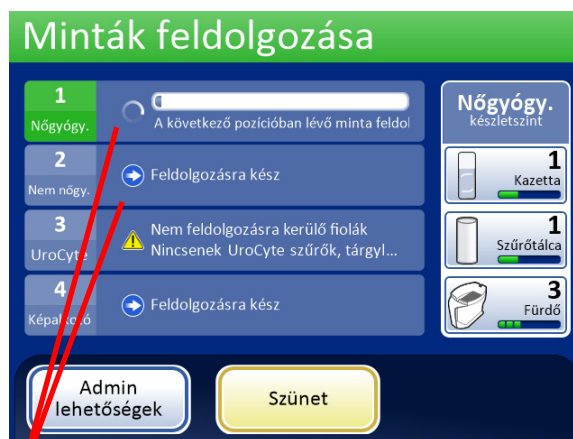 Minták feldolgozása
1
Nőgyógy.
A következő pozícióban lévő minta feldol
2
Nem nőgy.
Feldolgozásra kész
3
UroCyte
Nem feldolgozásra kerülő fiolák
Nincsenek UroCyte szűrők, tárgyl...
4
Képalkotó
Feldolgozásra kész
Nőgyógy.
készletszint
1
Kazetta
1
Szűrőtálca
3
Fürdő
Admin
lehetőségek
Szünet